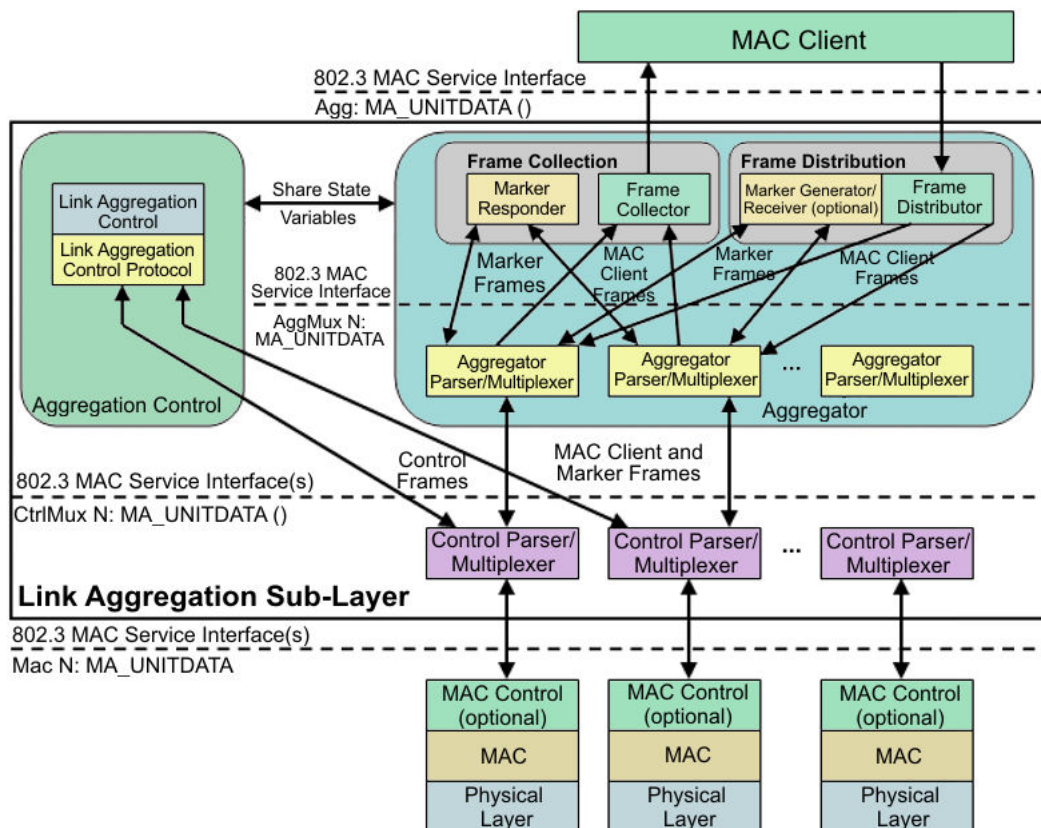 MAC Client
802.3 MAC Service Interface
Agg: MA_UNITDATA ()
Frame Collection
Frame Distribution
Link Aggregation
Control
Link Aggregation
Control Protocol
Share State
Variables
Marker
Responder
Frame
Collector
Marker Generator/
Receiver (optional)
Frame
Distributor
Marker
Frames
MAC
Client
Frames
Marker
Frames
MAC Client
Frames
802.3 MAC
Service Interface
AggMux N:
MA_UNITDATA
Aggregator
Parser/Multiplexer
Aggregator
Parser/Multiplexer
...
Aggregator
Parser/Multiplexer
Aggregation Control
Aggregator
Control
Frames
MAC Client and
Marker Frames
802.3 MAC Service Interface(s)
CtrlMux N: MA_UNITDATA ()
Control Parser/
Multiplexer
Control Parser/
Multiplexer
...
Control Parser/
Multiplexer
Link Aggregation Sub-Layer
802.3 MAC Service Interface(s)
Mac N: MA_UNITDATA
MAC Control
(optional)
MAC
Physical
Layer
MAC Control
(optional)
MAC
Physical
Layer
MAC Control
(optional)
MAC
Physical
Layer